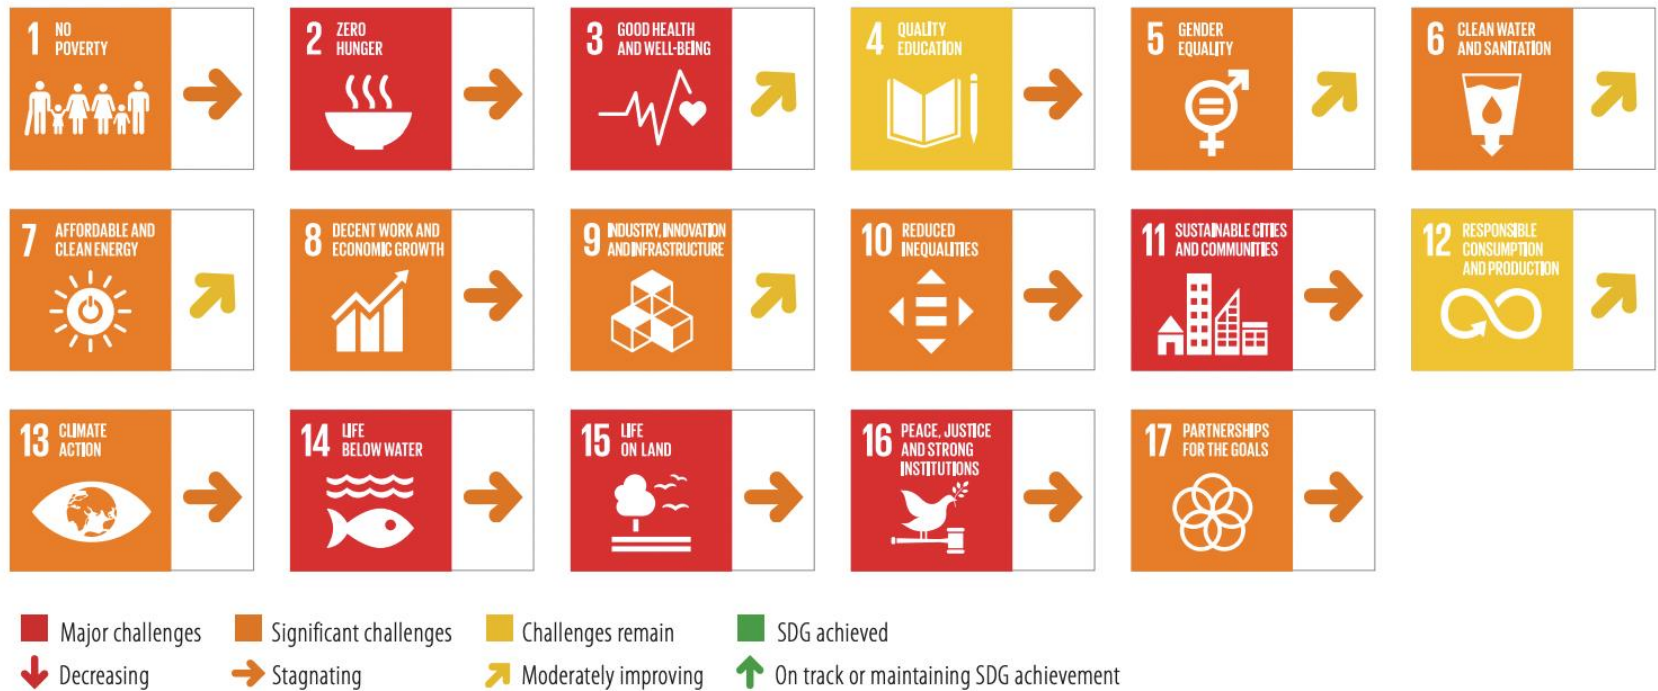 1 NO
POVERTY
2 ZERO
HUNGER
3 GOOD HEALTH
AND WELL-BEING
4 QUALITY
EDUCATION
5 GENDER
EQUALITY
6 CLEAN WATER
AND SANITATION
7 AFFORDABLE AND
CLEAN ENERGY
8 DECENT WORK AND
ECONOMIC GROWTH
9 INDUSTRY, INNOVATION
AND INFRASTRUCTURE
10 REDUCED
INEQUALITIES
11 SUSTAINABLE CITIES
AND COMMUNITIES
12 RESPONSIBLE
CONSUMPTION
AND PRODUCTION
13 CLIMATE
ACTION
14 LIFE
BELOW WATER
15 LIFE
ON LAND
16 PEACE, JUSTICE
AND STRONG
INSTITUTIONS
17 PARTNERSHIPS
FOR THE GOALS
Major challenges
Significant challenges
Challenges remain
SDG achieved
Decreasing
Stagnating
Moderately improving
On track or maintaining SDG achievement